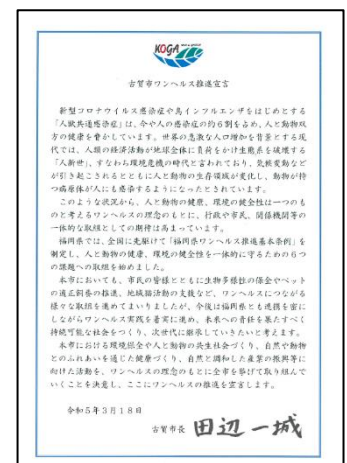 KOGA
古賀市ワンヘルス推進宣言
新型コロナウイルス感染症や鳥インフルエンザをはじめとする
「人獣共通感染症」は、今や人の感染症の約6割を占め、人と動物双
方の健康を脅かしています。世界の急激な人口増加を背景とする現
代では、人類の経済活動が地球全体に負荷をかけ生態系を破壊する
「人新世」、すなわち環境危機の時代と言われており、気候変動など
が引き起こされるとともに人と動物の生存領域が変化し、動物が持
つ病原体が人にも感染するようになったとされています。
このような状況から、人と動物の健康、環境の健全性は一つのも
のと考えるワンヘルスの理念のもとに、行政や市民、関係機関等の
一体的な取組としての期待は高まっています。
福岡県では、全国に先駆けて「福岡県ワンヘルス推進基本条例」を
制定し、人と動物の健康、環境の健全性を一体的に守るための6つ
の課題への取組を始めました。
本市においても、市民の皆様とともに生物多様性の保全やペット
の適正飼養の推進、地域猫活動の支援など、ワンヘルスにつながる
様々な取組を進めてまいりましたが、今後は福岡県とも連携を密に
しながらワンヘルス実践を着実に進め、未来への責任を果たすべく
持続可能な社会をつくり、次世代に継承していきたいと考えます。
本市における環境保全や人と動物の共生社会づくり、自然や動物
とのふれあいを通じた健康づくり、自然と調和した産業の振興等に
向けた活動を、ワンヘルスの理念のもとに全市を挙げて取り組んで
いくことを決意し、ここにワンヘルスの推進を宣言します。
令和5年3月18日
古賀市長 田辺一城